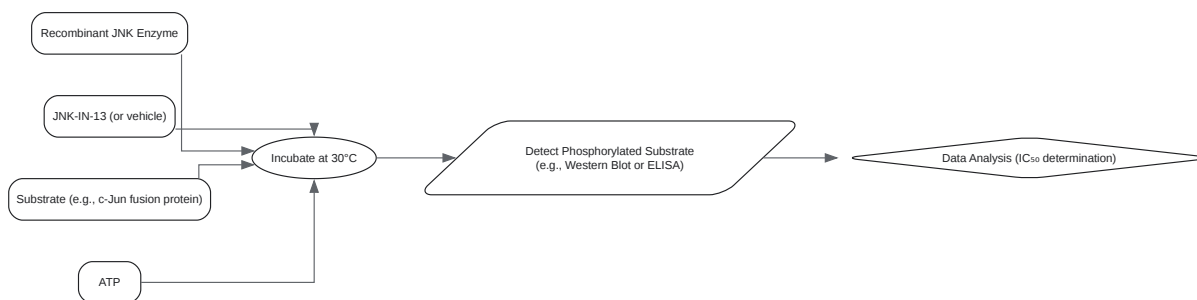 Recombinant JNK Enzyme
JNK-IN-13 (or vehicle)
Substrate (e.g., c-Jun fusion protein)
ATP
Incubate at 30°C
Detect Phosphorylated Substrate
(e.g., Western Blot or ELISA)
Data Analysis (IC₅₀ determination)